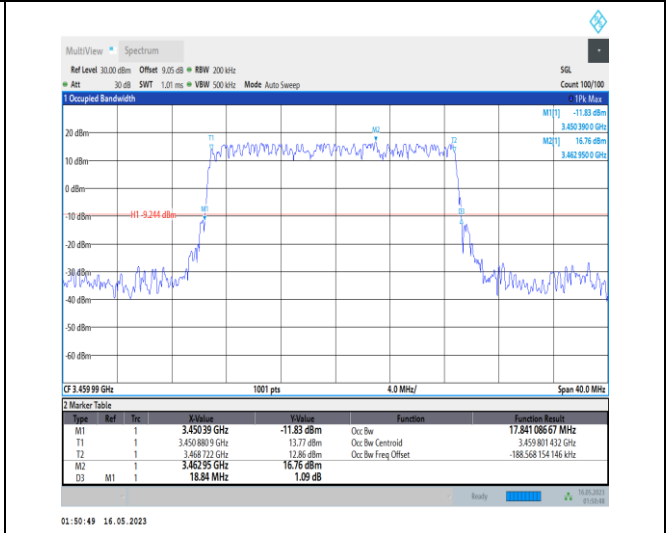 MultiView Spectrum
Ref Level 30.00 dBm Offset 9.05 dB RBW 200 kHz SGL
Att 30 dB SWT 1.01 ms VBW 500 kHz Mode Auto Sweep Count 100/100
1 Occupied Bandwidth 1Pk Max
M1[1] -11.83 dBm
3.450 390 0 GHz
M2[1] 16.76 dBm
3.462 950 0 GHz
20 dBm
T1
M2
T2
10 dBm
0 dBm
M1
D3
-10 dBm
H1 -9.244 dBm
-20 dBm
-30 dBm
-40 dBm
-50 dBm
-60 dBm
CF 3.459 99 GHz 1001 pts 4.0 MHz/ Span 40.0 MHz
2 Marker Table
Type Ref Trc X-Value Y-Value Function Function Result
M1 1 3.450 39 GHz -11.83 dBm Occ Bw 17.841 086 67 MHz
T1 1 3.450 880 9 GHz 13.77 dBm Occ Bw Centroid 3.459 801 432 GHz
T2 1 3.468 722 GHz 12.86 dBm Occ Bw Freq Offset -188.568 154 146 kHz
M2 1 3.462 95 GHz 16.76 dBm
D3 M1 1 18.84 MHz 1.09 dB
Ready 16.05.2023
01:50:48
01:50:49 16.05.2023